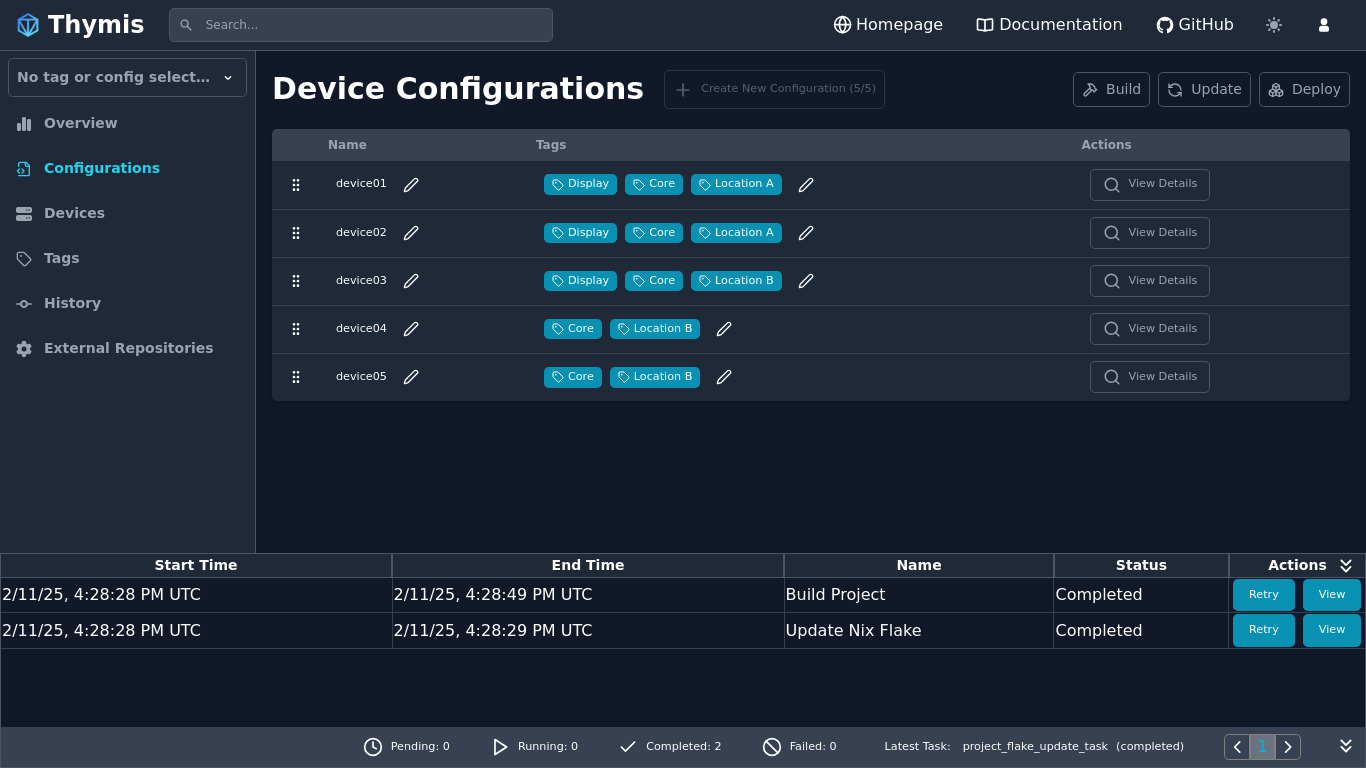 Thymis
Search...
Homepage
Documentation
GitHub
No tag or config select...
Overview
Configurations
Devices
Tags
History
External Repositories
Device Configurations
Create New Configuration (5/5)
Build
Update
Deploy
Name Tags Actions
device01 Display Core Location A View Details
device02 Display Core Location A View Details
device03 Display Core Location B View Details
device04 Core Location B View Details
device05 Core Location B View Details
Start Time End Time Name Status Actions
2/11/25, 4:28:28 PM UTC 2/11/25, 4:28:49 PM UTC Build Project Completed Retry View
2/11/25, 4:28:28 PM UTC 2/11/25, 4:28:29 PM UTC Update Nix Flake Completed Retry View
Pending: 0 Running: 0 Completed: 2 Failed: 0 Latest Task: project_flake_update_task (completed) 1